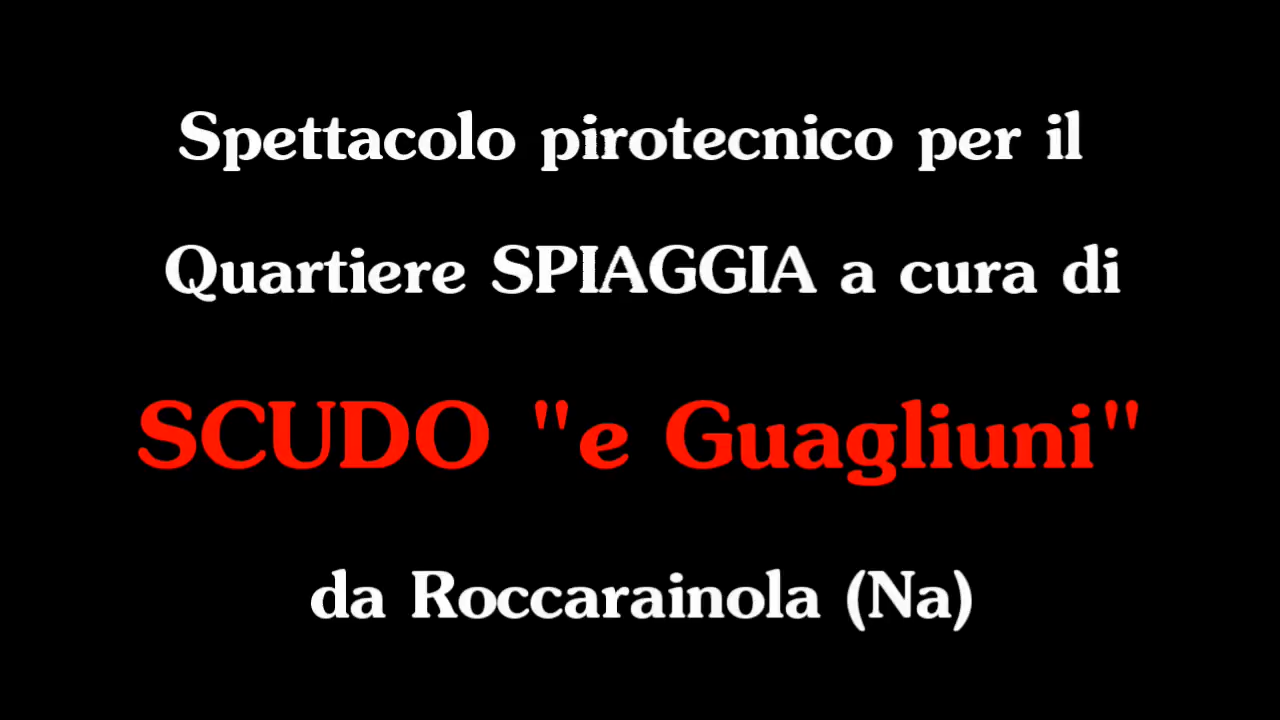 Spettacolo pirotecnico per il
Quartiere SPIAGGIA a cura di
SCUDO "e Guagliuni"
da Roccarainola (Na)